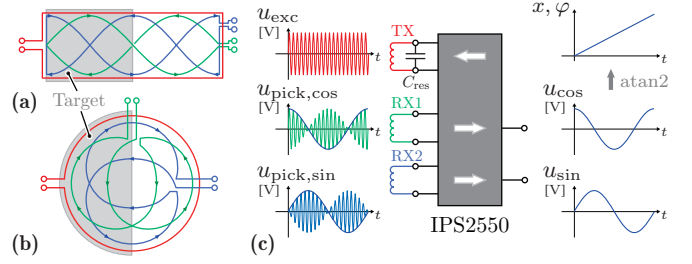 (a)
Target
(b)
(c)
u_exc
[V]
t
u_pick,cos
[V]
t
u_pick,sin
[V]
t
TX
C_res
RX1
RX2
IPS2550
x, φ
t
atan2
u_cos
[V]
t
u_sin
[V]
t